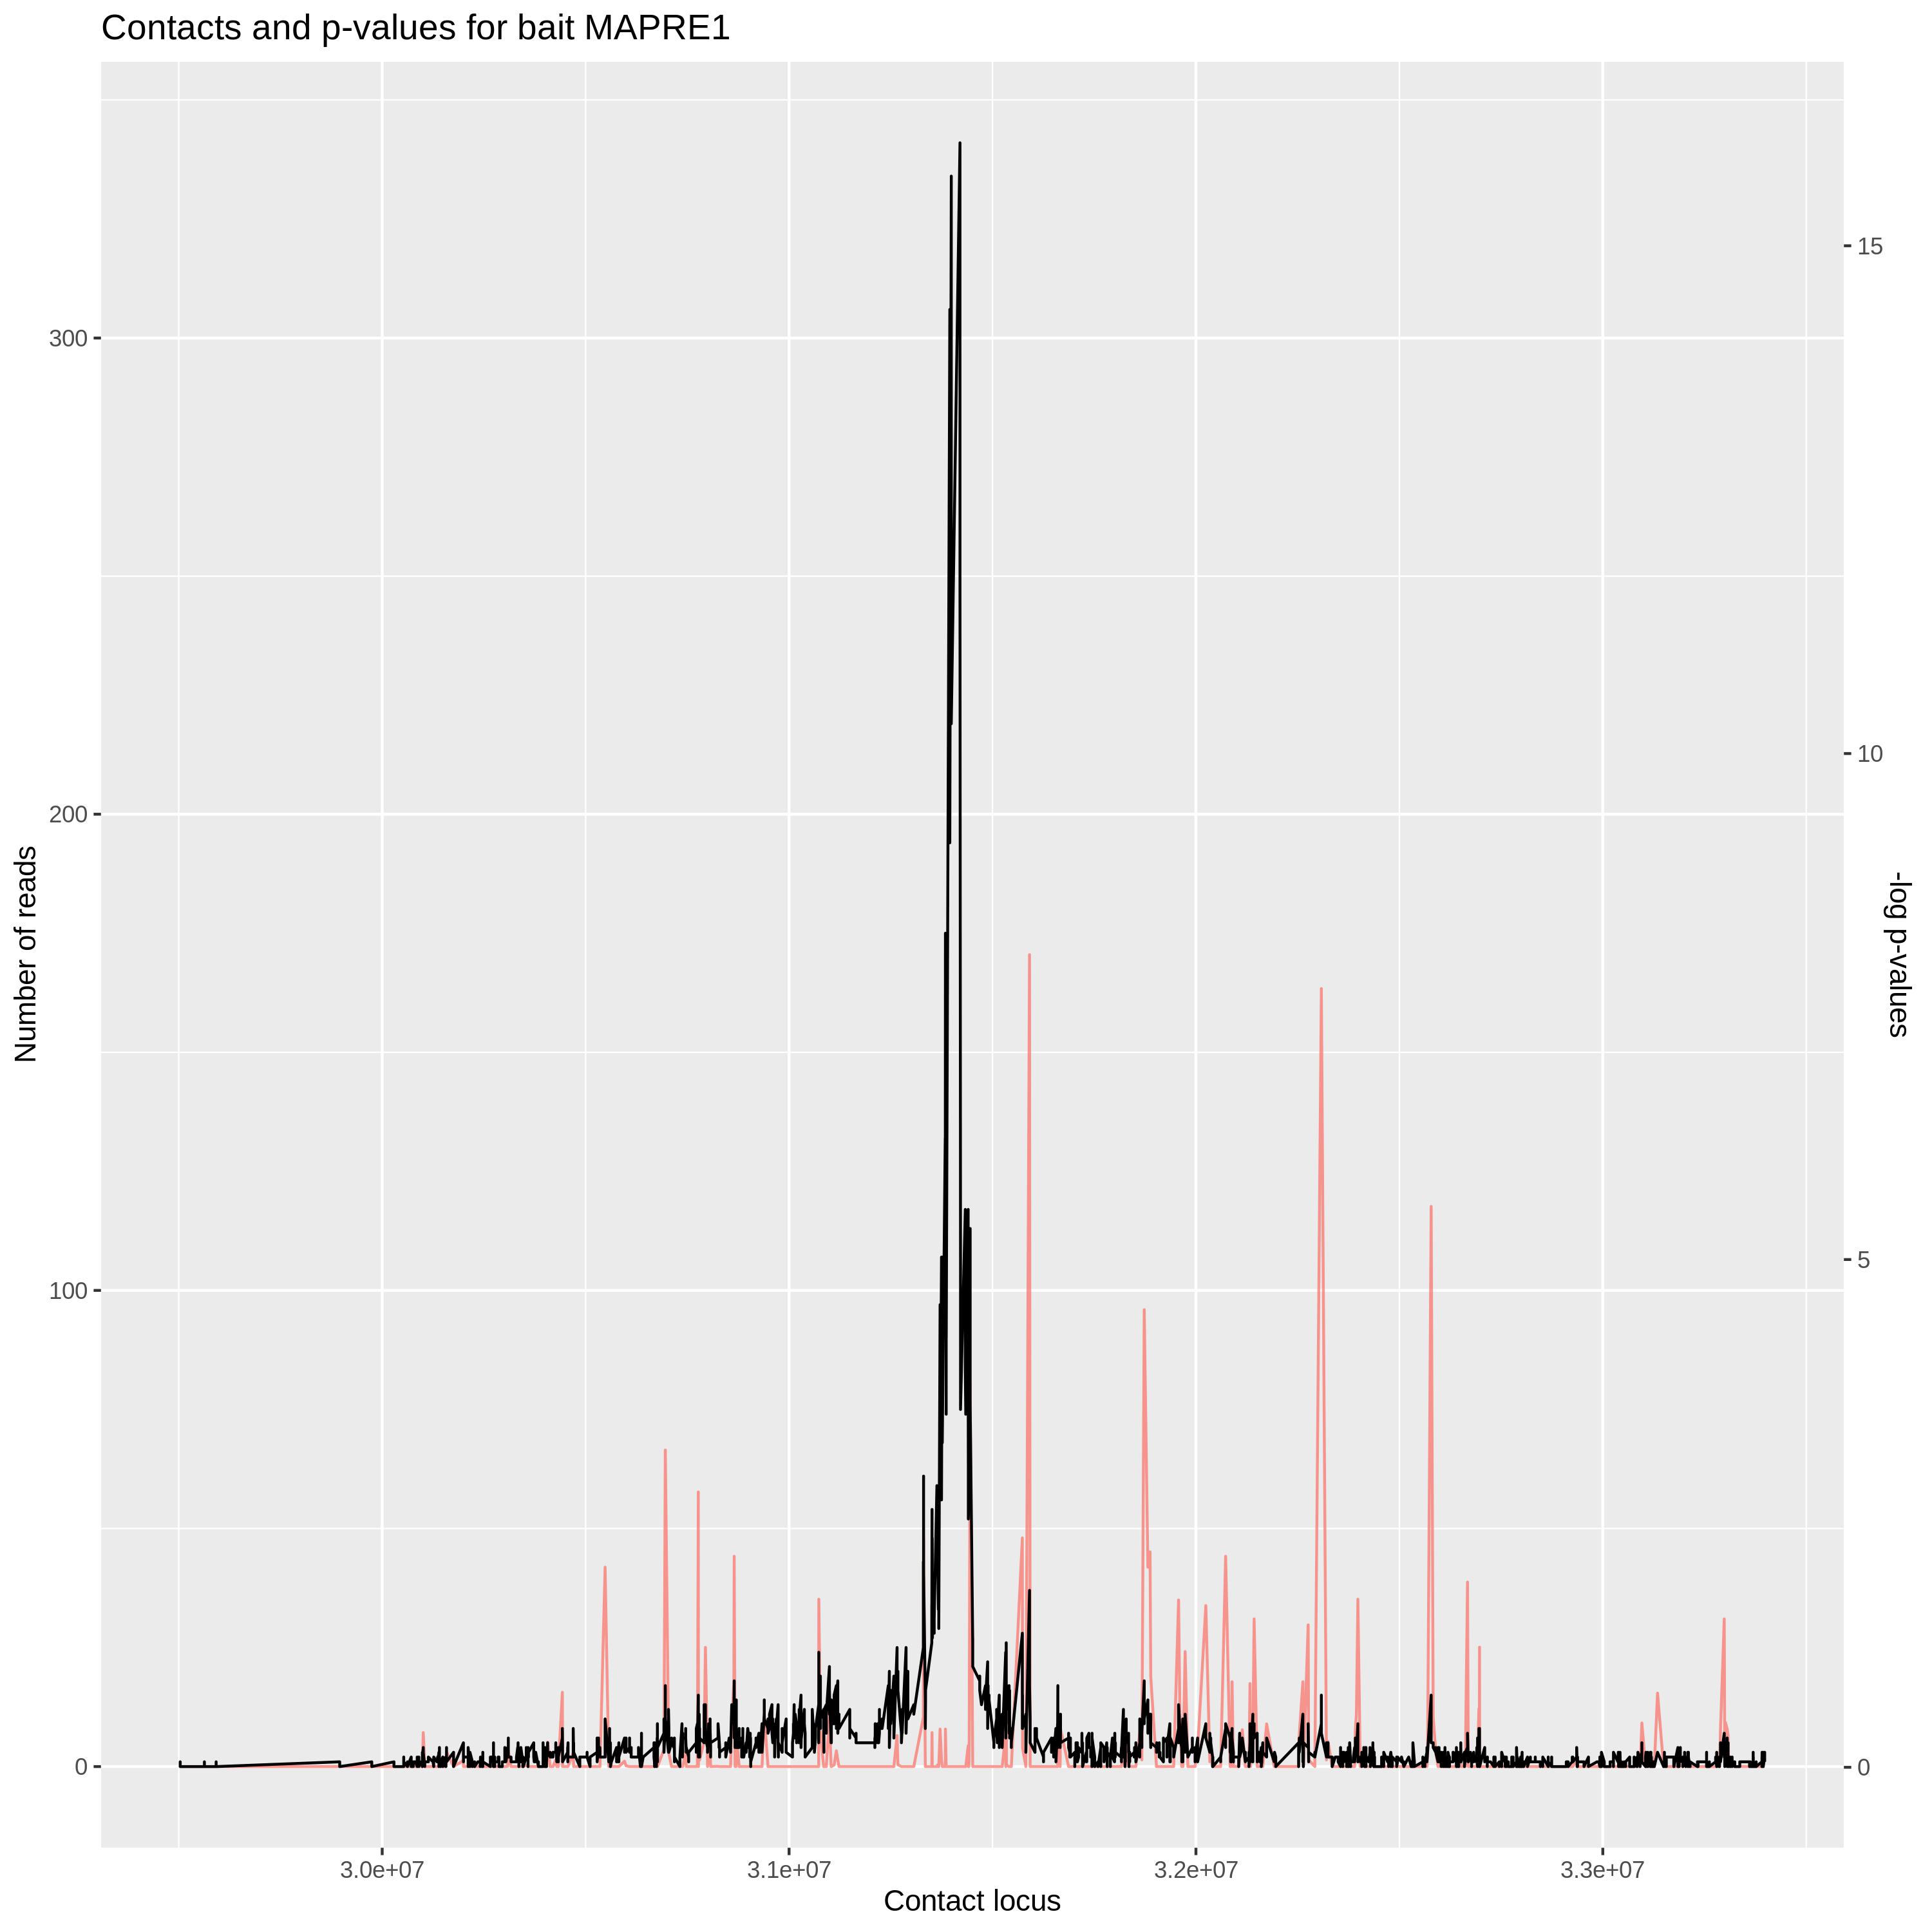 Contacts and p-values for bait MAPRE1
300
200
100
0
Number of reads
15
10
5
0
-log p-values
3.0e+07
3.1e+07
3.2e+07
3.3e+07
Contact locus